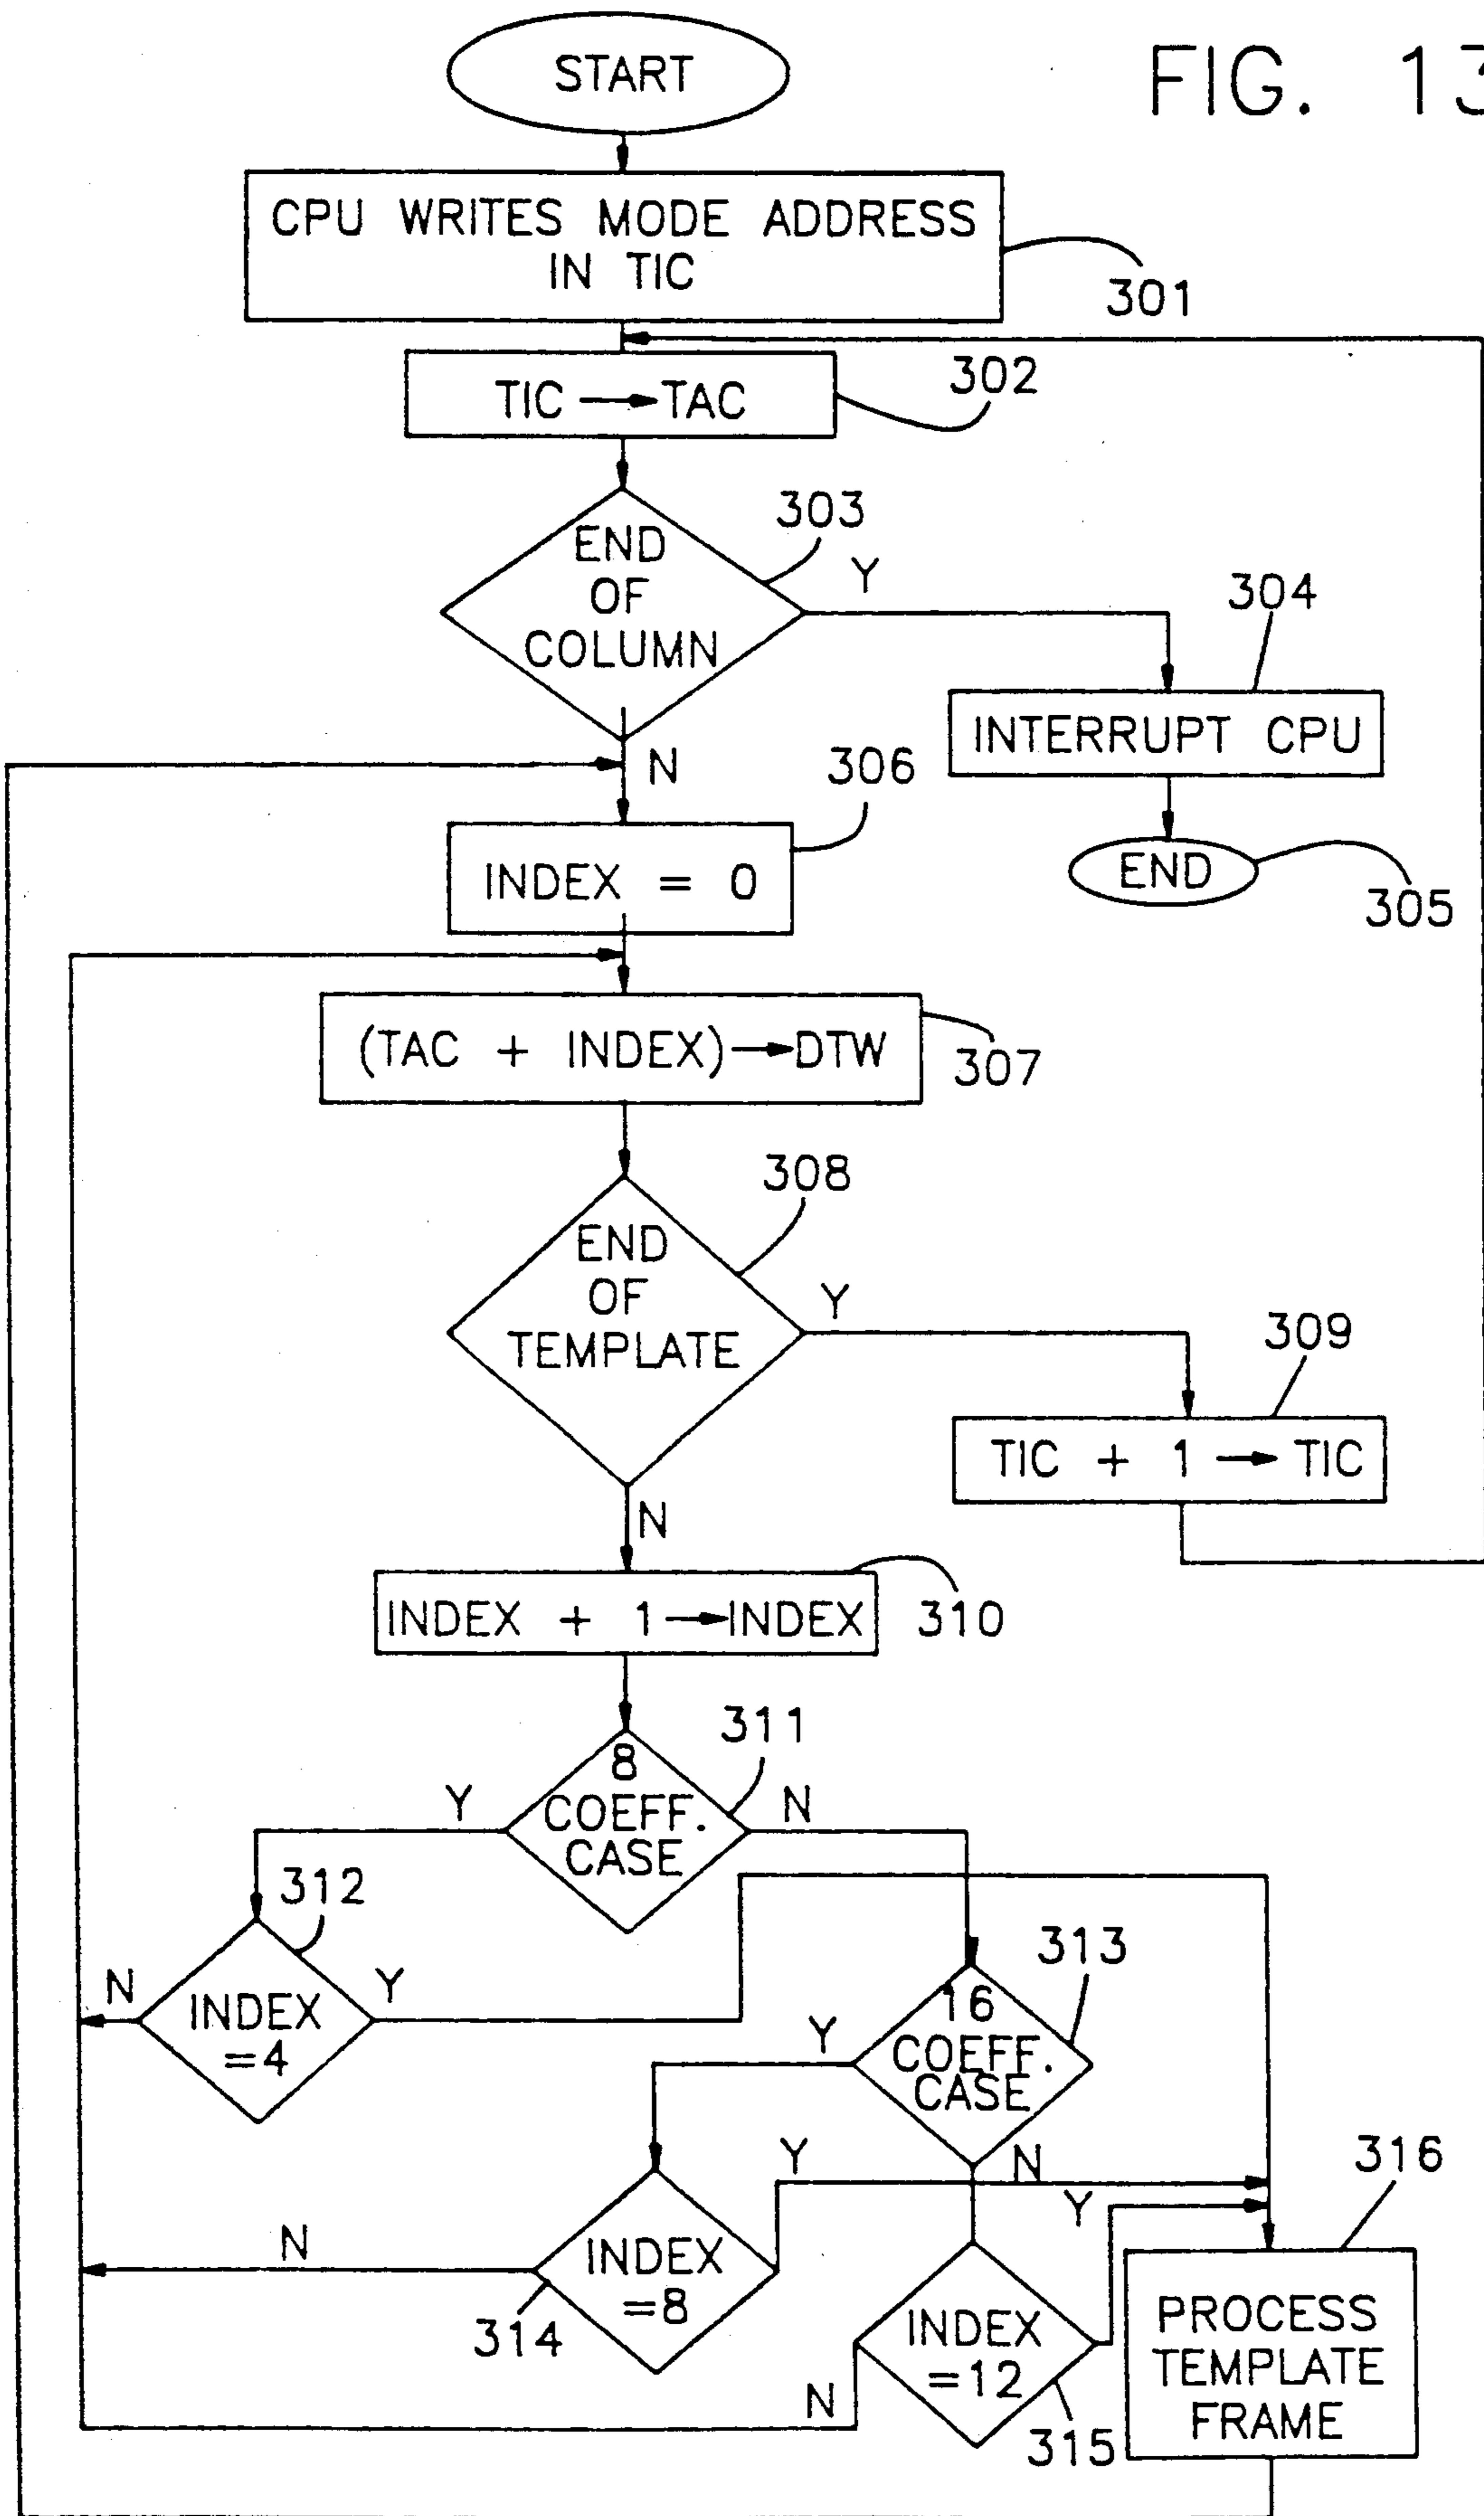 START
FIG. 13
CPU WRITES MODE ADDRESS
IN TIC
301
TIC → TAC
302
END
OF
COLUMN
303
Y
304
INTERRUPT CPU
N
306
INDEX = 0
END
305
(TAC + INDEX)→DTW
307
308
END
OF
TEMPLATE
Y
309
TIC + 1 → TIC
N
INDEX + 1→INDEX
310
311
8
COEFF.
CASE
Y
N
312
INDEX
=4
N
Y
313
16
COEFF.
CASE
Y
N
Y
316
INDEX
=8
N
314
Y
INDEX
=12
N
315
PROCESS
TEMPLATE
FRAME